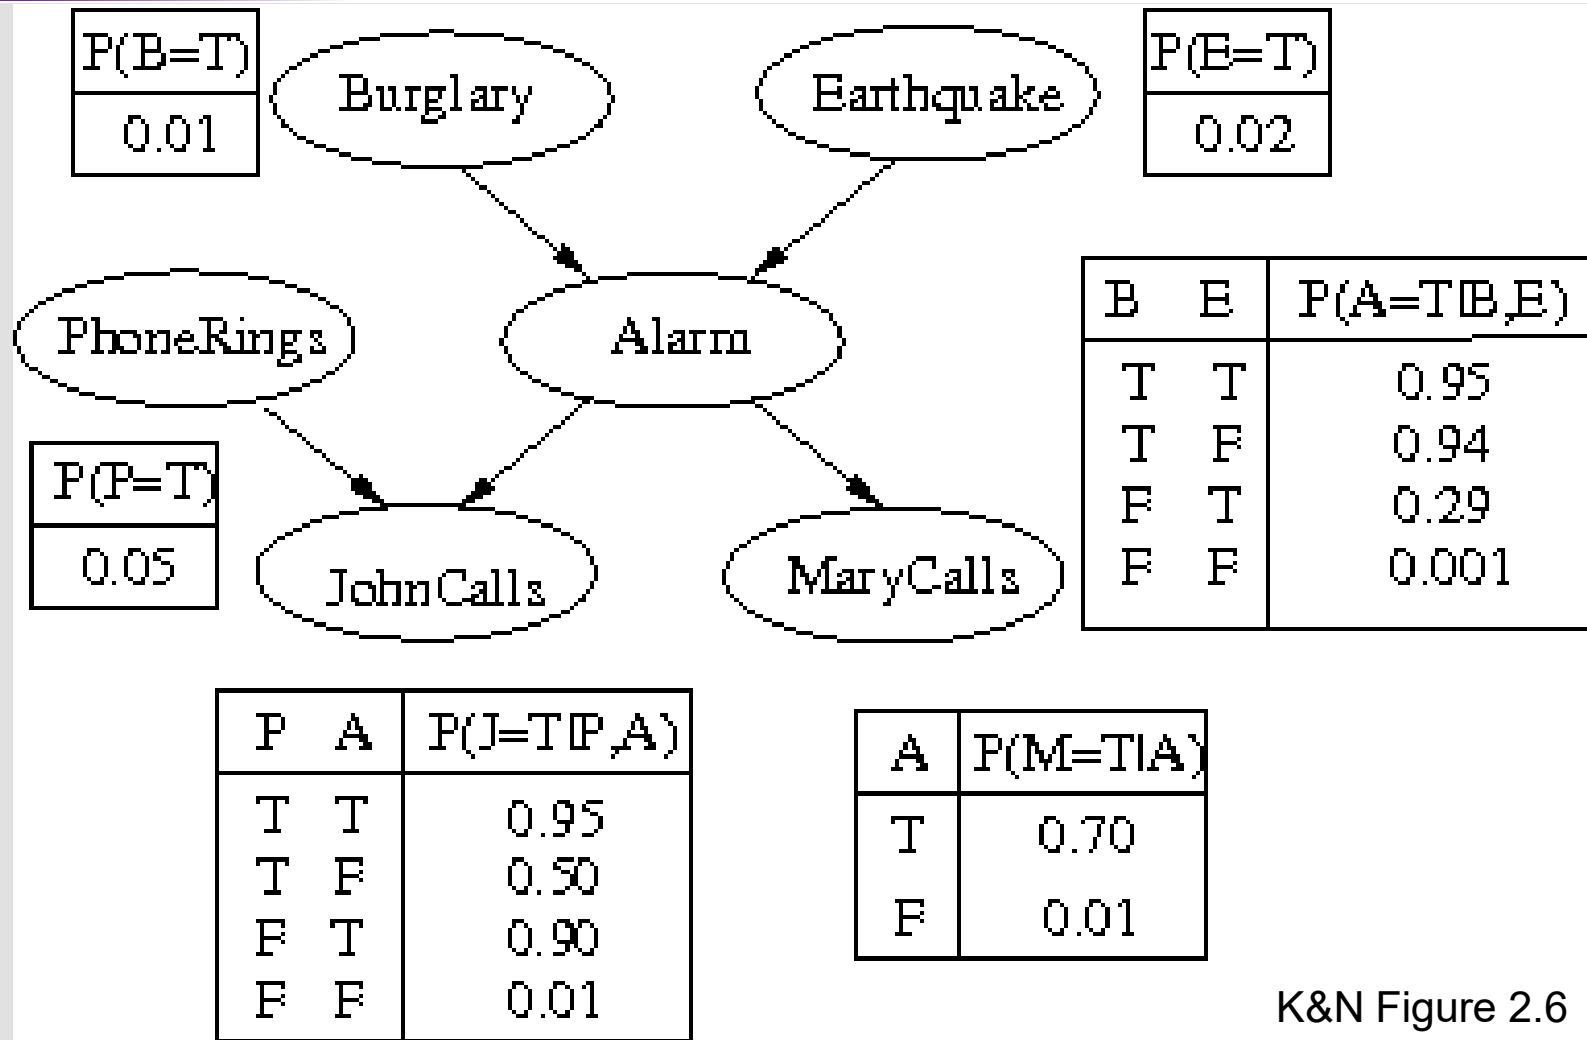 P(B=T)
0.01
Burglary
Earthquake
P(E=T)
0.02
PhoneRings
Alarm
B E P(A=T|B,E)
T T 0.95
T F 0.94
F T 0.29
F F 0.001
P(P=T)
0.05
JohnCalls
MaryCalls
P A P(J=T|P,A)
T T 0.95
T F 0.50
F T 0.90
F F 0.01
A P(M=T|A)
T 0.70
F 0.01
K&N Figure 2.6